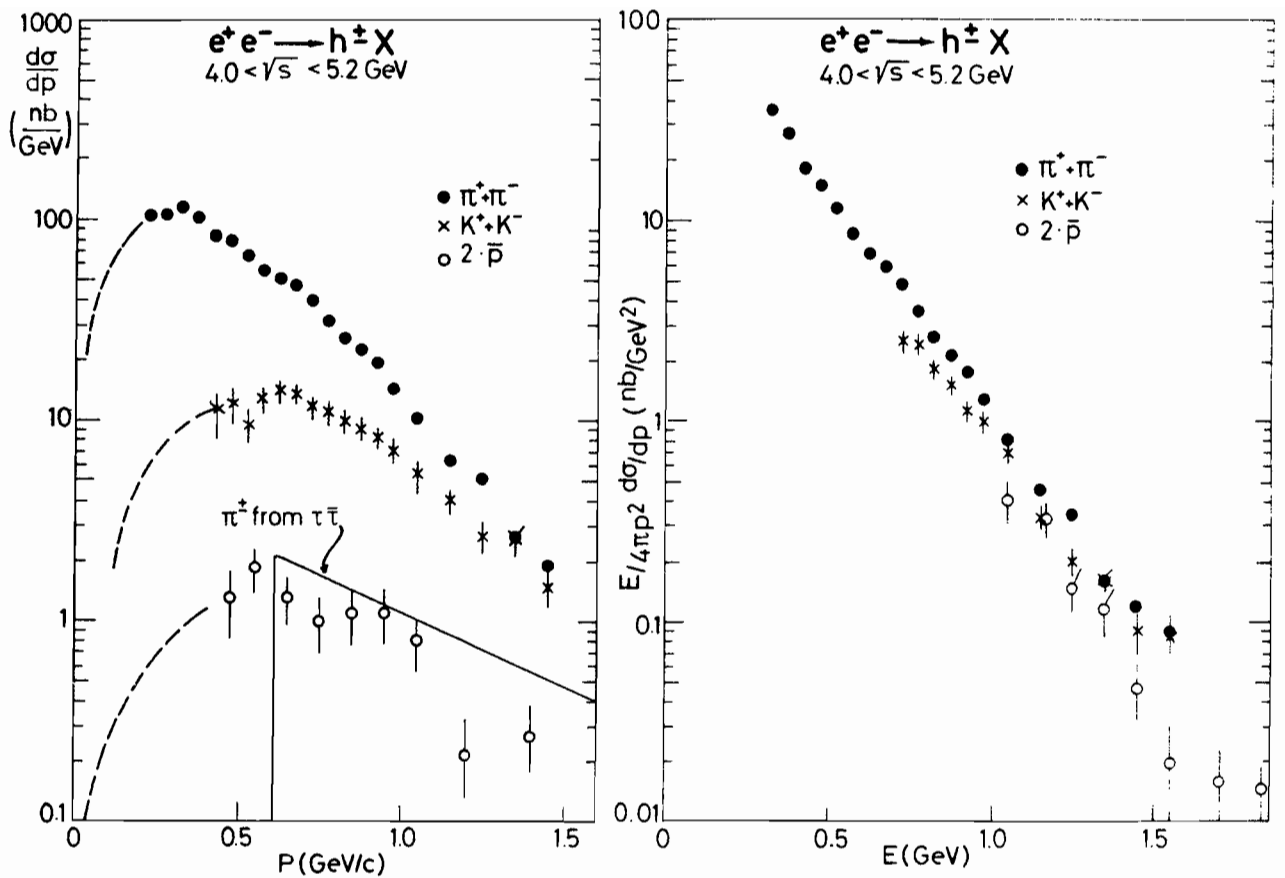 1000
e⁺ e⁻ ⟶ h± X
4.0 < √s < 5.2 GeV
dσ
dp
(nb
GeV)
π⁺+π⁻
100
K⁺+K⁻
2·p̄
10
π± from ττ̄
1
0.1
0
0.5
1.0
1.5
P (GeV/c)
100
e⁺ e⁻ ⟶ h± X
4.0 < √s < 5.2 GeV
π⁺+π⁻
K⁺+K⁻
10
2·p̄
E/4πp² dσ/dp (nb/GeV²)
1
0.1
0.01
0
0.5
1.0
1.5
E (GeV)